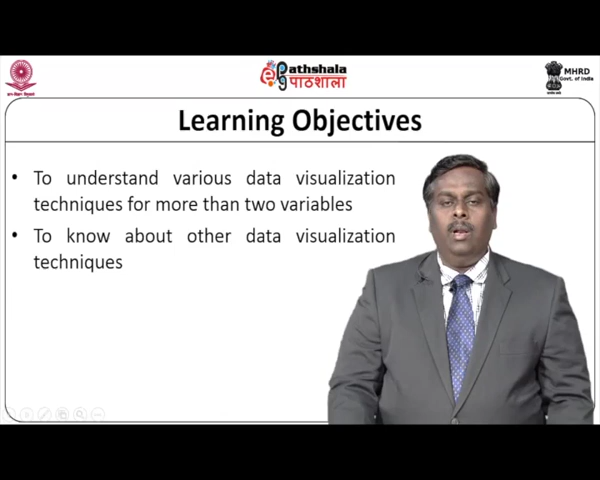 athshala
पाठशाला
MHRD
Govt. of India
Learning Objectives
• To understand various data visualization
techniques for more than two variables
• To know about other data visualization
techniques